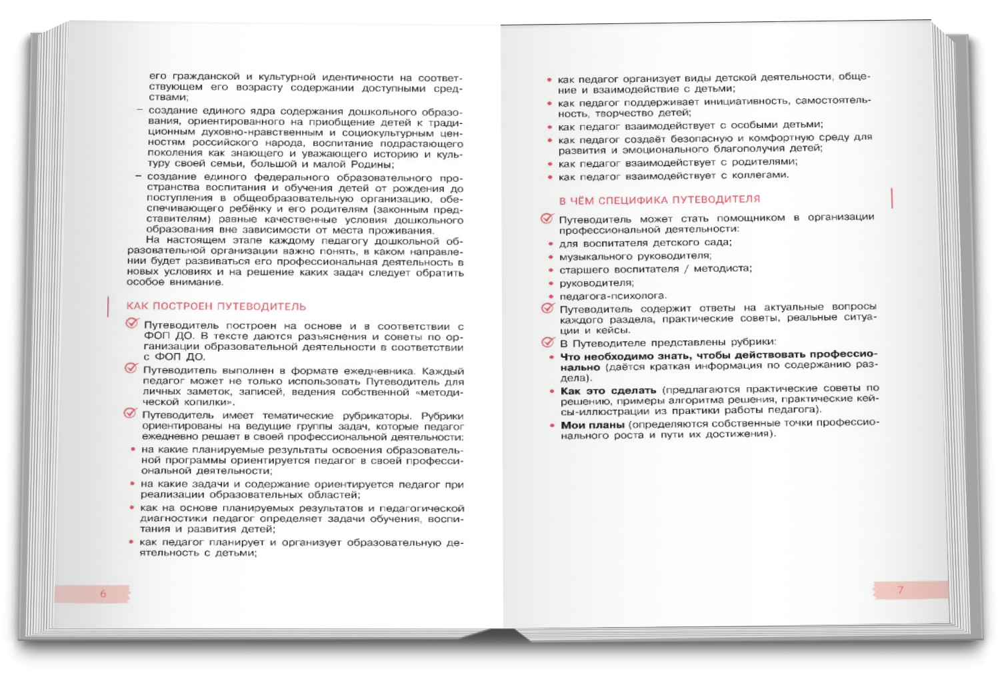 его гражданской и культурной идентичности на соответ-
ствующем его возрасту содержании доступными сред-
ствами;
– создание единого ядра содержания дошкольного образо-
вания, ориентированного на приобщение детей к тради-
ционным духовно-нравственным и социокультурным цен-
ностям российского народа, воспитание подрастающего
поколения как знающего и уважающего историю и куль-
туру своей семьи, большой и малой Родины;
– создание единого федерального образовательного про-
странства воспитания и обучения детей от рождения до
поступления в общеобразовательную организацию, обе-
спечивающего ребёнку и его родителям (законным пред-
ставителям) равные качественные условия дошкольного
образования вне зависимости от места проживания.
На настоящем этапе каждому педагогу дошкольной об-
разовательной организации важно понять, в каком направле-
нии будет развиваться его профессиональная деятельность в
новых условиях и на решение каких задач следует обратить
особое внимание.
КАК ПОСТРОЕН ПУТЕВОДИТЕЛЬ
Путеводитель построен на основе и в соответствии с
ФОП ДО. В тексте даются разъяснения и советы по ор-
ганизации образовательной деятельности в соответствии
с ФОП ДО.
Путеводитель выполнен в формате ежедневника. Каждый
педагог может не только использовать Путеводитель для
личных заметок, записей, ведения собственной «методи-
ческой копилки».
Путеводитель имеет тематические рубрикаторы. Рубрики
ориентированы на ведущие группы задач, которые педагог
ежедневно решает в своей профессиональной деятельности:
• на какие планируемые результаты освоения образователь-
ной программы ориентируется педагог в своей професси-
ональной деятельности;
• на какие задачи и содержание ориентируется педагог при
реализации образовательных областей;
• как на основе планируемых результатов и педагогической
диагностики педагог определяет задачи обучения, воспи-
тания и развития детей;
• как педагог планирует и организует образовательную де-
ятельность с детьми;
6
• как педагог организует виды детской деятельности, обще-
ние и взаимодействие с детьми;
• как педагог поддерживает инициативность, самостоятель-
ность, творчество детей;
• как педагог взаимодействует с особыми детьми;
• как педагог создаёт безопасную и комфортную среду для
развития и эмоционального благополучия детей;
• как педагог взаимодействует с родителями;
• как педагог взаимодействует с коллегами.
В ЧЁМ СПЕЦИФИКА ПУТЕВОДИТЕЛЯ
Путеводитель может стать помощником в организации
профессиональной деятельности:
• для воспитателя детского сада;
• музыкального руководителя;
• старшего воспитателя / методиста;
• руководителя;
• педагога-психолога.
Путеводитель содержит ответы на актуальные вопросы
каждого раздела, практические советы, реальные ситуа-
ции и кейсы.
В Путеводителе представлены рубрики:
• Что необходимо знать, чтобы действовать профессио-
нально (даётся краткая информация по содержанию раз-
дела).
• Как это сделать (предлагаются практические советы по
решению, примеры алгоритма решения, практические кей-
сы-иллюстрации из практики работы педагога).
• Мои планы (определяются собственные точки профессио-
нального роста и пути их достижения).
7